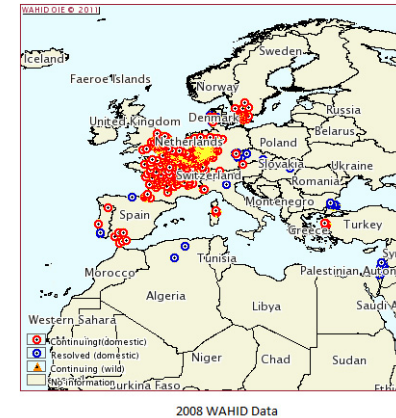 WAHID OIE © 2011
Iceland
Sweden
Faeroe Islands
Norway
Russia
United Kingdom
Denmark
Belarus
Netherlands
Poland
Slovakia
Ukraine
Switzerland
Romania
Montenegro
Spain
Greece
Turkey
Tunisia
Morocco
Palestinian Auton
Algeria
Libya
Saudi A
Western Sahara
Continuing (domestic)
Resolved (domestic)
Niger
Chad
Sudan
Continuing (wild)
No information
Burkina Faso
2008 WAHID Data